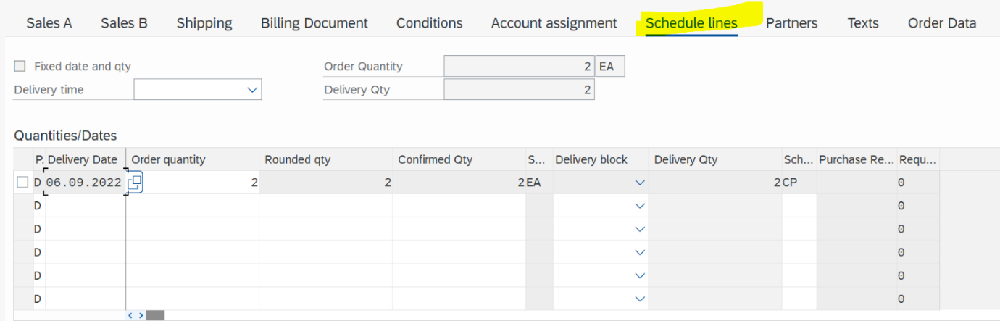 Sales A Sales B Shipping Billing Document Conditions Account assignment Schedule lines Partners Texts Order Data
Fixed date and qty Order Quantity 2 EA
Delivery time Delivery Qty 2
Quantities/Dates
P. Delivery Date Order quantity Rounded qty Confirmed Qty S... Delivery block Delivery Qty Sch... Purchase Re... Requ...
D 06.09.2022 2 2 2 EA 2 CP 0
D 0
D 0
D 0
D 0
D 0